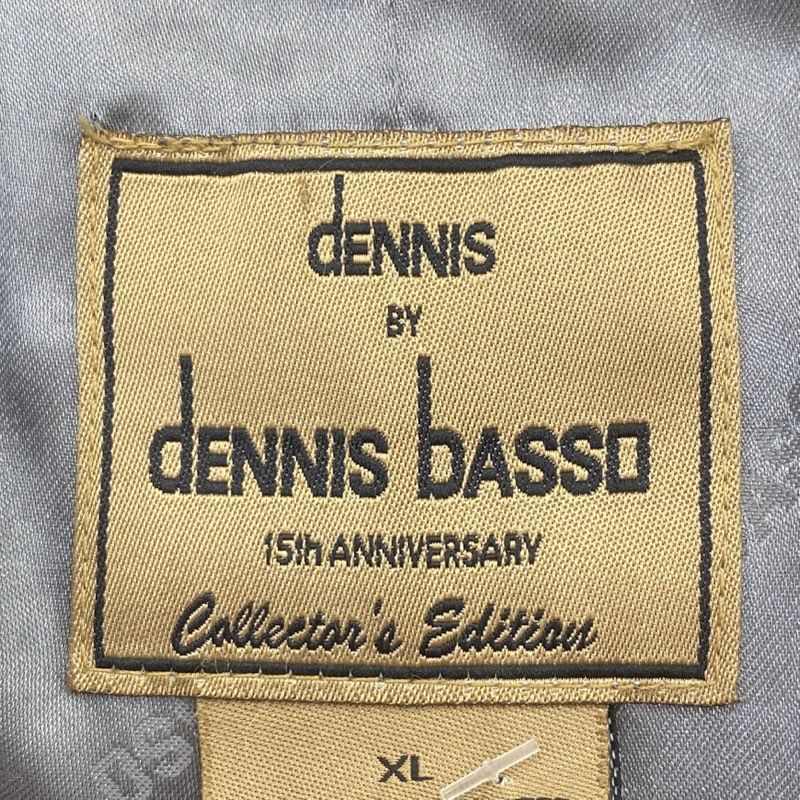 dENNIS
BY
dENNIS bASSO
15th ANNIVERSARY
Collector's Edition
XL